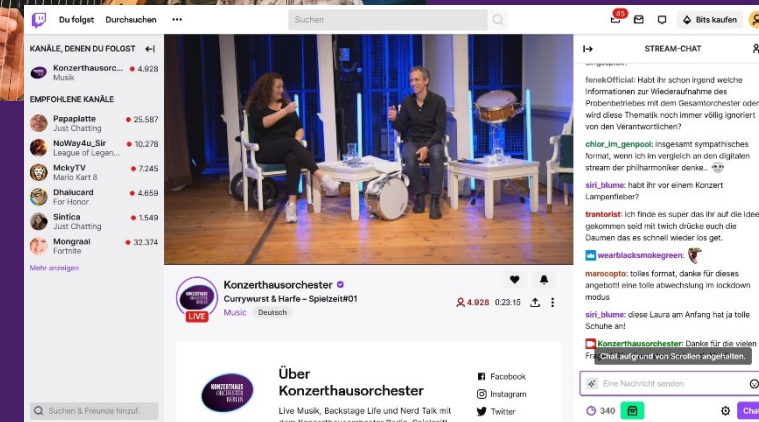 Du folgst Durchsuchen
Suchen
45
Bits kaufen
KANÄLE, DENEN DU FOLGST
Konzerthausorc... 4.928
Musik
EMPFOHLENE KANÄLE
Papaplatte 25.587
Just Chatting
NoWay4u_Sir 10.278
League of Legen...
MckyTV 7.245
Mario Kart 8
Dhalucard 4.659
For Honor
Sintica 1.549
Just Chatting
Mongraal 32.374
Fortnite
Mehr anzeigen
Suchen & Freunde hinzuf.
LIVE
Konzerthausorchester
Currywurst & Harfe – Spielzeit#01
Music Deutsch
4.928 0:23:15
KONZERTHAUS
ORCHESTER
BERLIN
Über
Konzerthausorchester
Live Musik, Backstage Life und Nerd Talk mit
dem Konzerthausorchester Berlin. Spielzeit!
Facebook
Instagram
Twitter
STREAM-CHAT
fenekOfficial: Habt ihr schon irgend welche
Informationen zur Wiederaufnahme des
Probenbetriebes mit dem Gesamtorchester oder
wird diese Thematik noch immer völlig ignoriert
von den Verantwortlichen?
chlor_im_genpool: insgesamt sympathisches
format, wenn ich im vergleich an den digitalen
stream der philharmoniker denke..
siri_blume: habt ihr vor einem Konzert
Lampenfieber?
trantorist: Ich finde es super das ihr auf die Idee
gekommen seid mit twich drücke euch die
Daumen das es schnell wieder los get.
wearblacksmokegreen:
marocopto: tolles format, danke für dieses
angebot!! eine tolle abwechslung im lockdown
modus
siri_blume: diese Laura am Anfang hat ja tolle
Schuhe an!
Konzerthausorchester: Danke für die vielen
Chat aufgrund von Scrollen angehalten.
Eine Nachricht senden
340
Chat